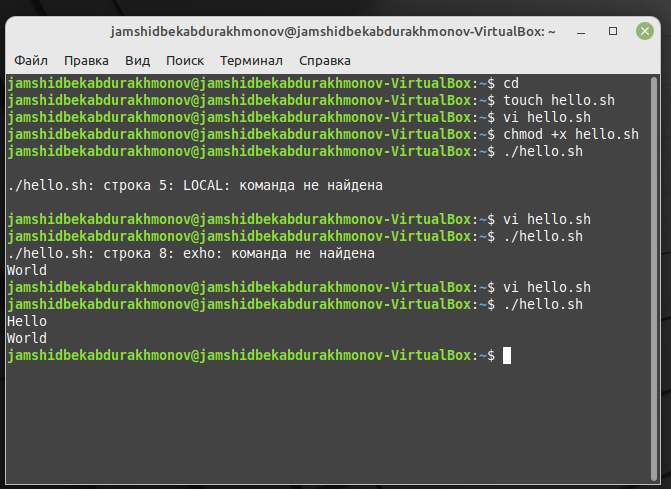 jamshidbekabdurakhmonov@jamshidbekabdurakhmonov-VirtualBox: ~
Файл Правка Вид Поиск Терминал Справка
jamshidbekabdurakhmonov@jamshidbekabdurakhmonov-VirtualBox:~$ cd
jamshidbekabdurakhmonov@jamshidbekabdurakhmonov-VirtualBox:~$ touch hello.sh
jamshidbekabdurakhmonov@jamshidbekabdurakhmonov-VirtualBox:~$ vi hello.sh
jamshidbekabdurakhmonov@jamshidbekabdurakhmonov-VirtualBox:~$ chmod +x hello.sh
jamshidbekabdurakhmonov@jamshidbekabdurakhmonov-VirtualBox:~$ ./hello.sh
./hello.sh: строка 5: LOCAL: команда не найдена
jamshidbekabdurakhmonov@jamshidbekabdurakhmonov-VirtualBox:~$ vi hello.sh
jamshidbekabdurakhmonov@jamshidbekabdurakhmonov-VirtualBox:~$ ./hello.sh
./hello.sh: строка 8: exho: команда не найдена
World
jamshidbekabdurakhmonov@jamshidbekabdurakhmonov-VirtualBox:~$ vi hello.sh
jamshidbekabdurakhmonov@jamshidbekabdurakhmonov-VirtualBox:~$ ./hello.sh
Hello
World
jamshidbekabdurakhmonov@jamshidbekabdurakhmonov-VirtualBox:~$